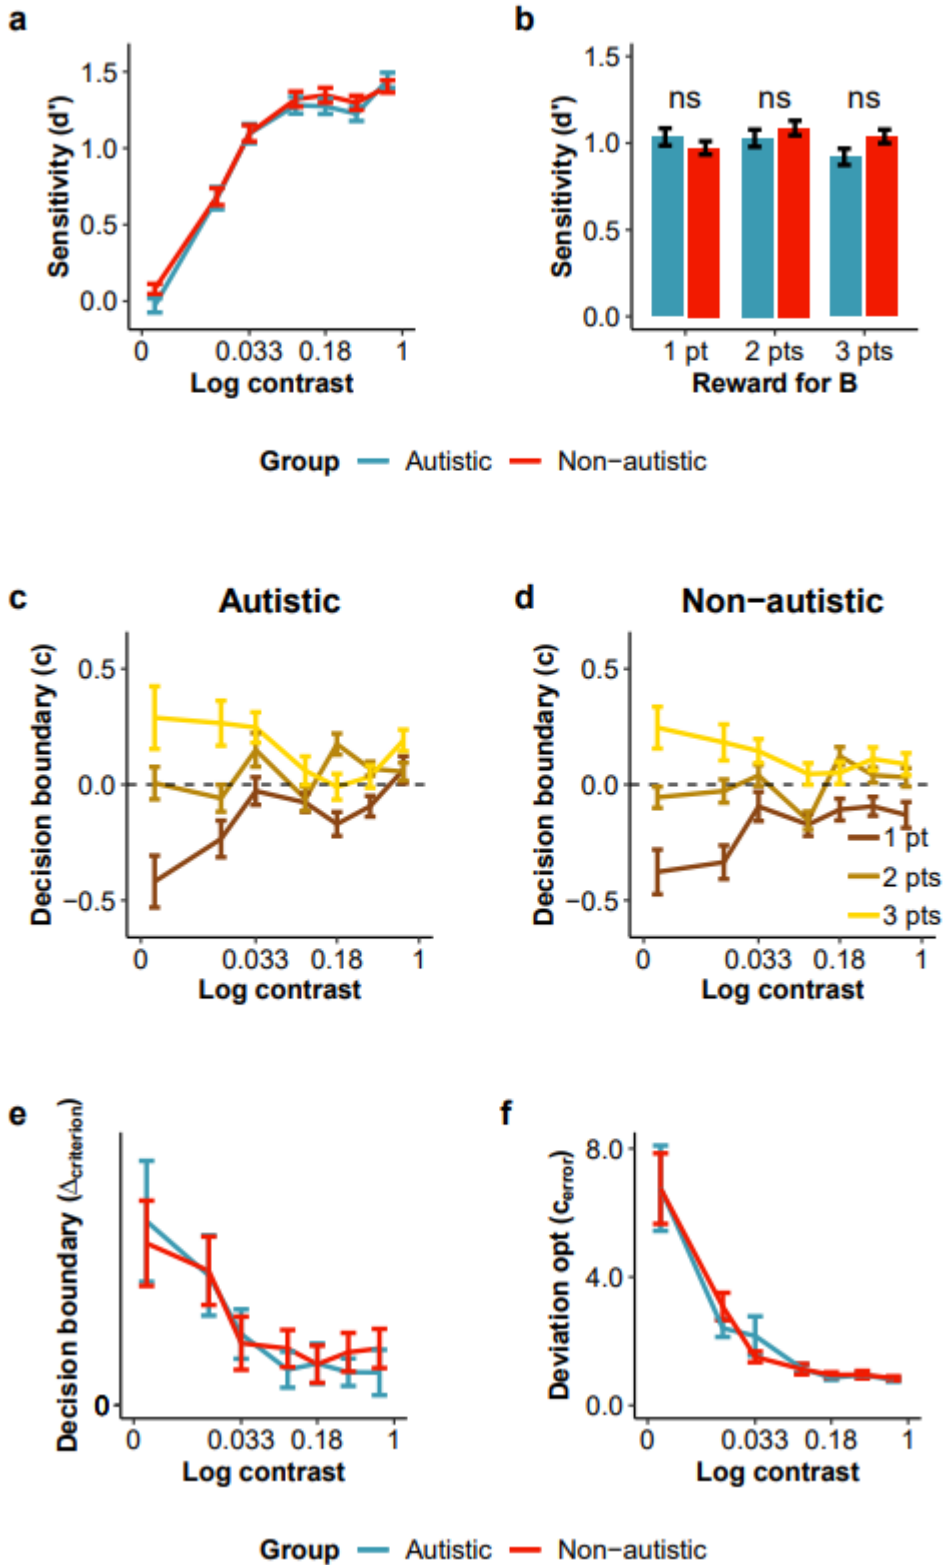 a
b
Sensitivity (d')
1.5
1.0
0.5
0.0
0 0.033 0.18 1
Log contrast
Sensitivity (d')
1.5
1.0
0.5
0.0
ns ns ns
1 pt 2 pts 3 pts
Reward for B
Group Autistic Non−autistic
c Autistic
d Non−autistic
Decision boundary (c)
0.5
0.0
−0.5
0 0.033 0.18 1
Log contrast
Decision boundary (c)
0.5
0.0
−0.5
1 pt
2 pts
3 pts
0 0.033 0.18 1
Log contrast
e
f
Decision boundary (Δcriterion)
0
0 0.033 0.18 1
Log contrast
Deviation opt (cerror)
8.0
4.0
0.0
0 0.033 0.18 1
Log contrast
Group Autistic Non−autistic